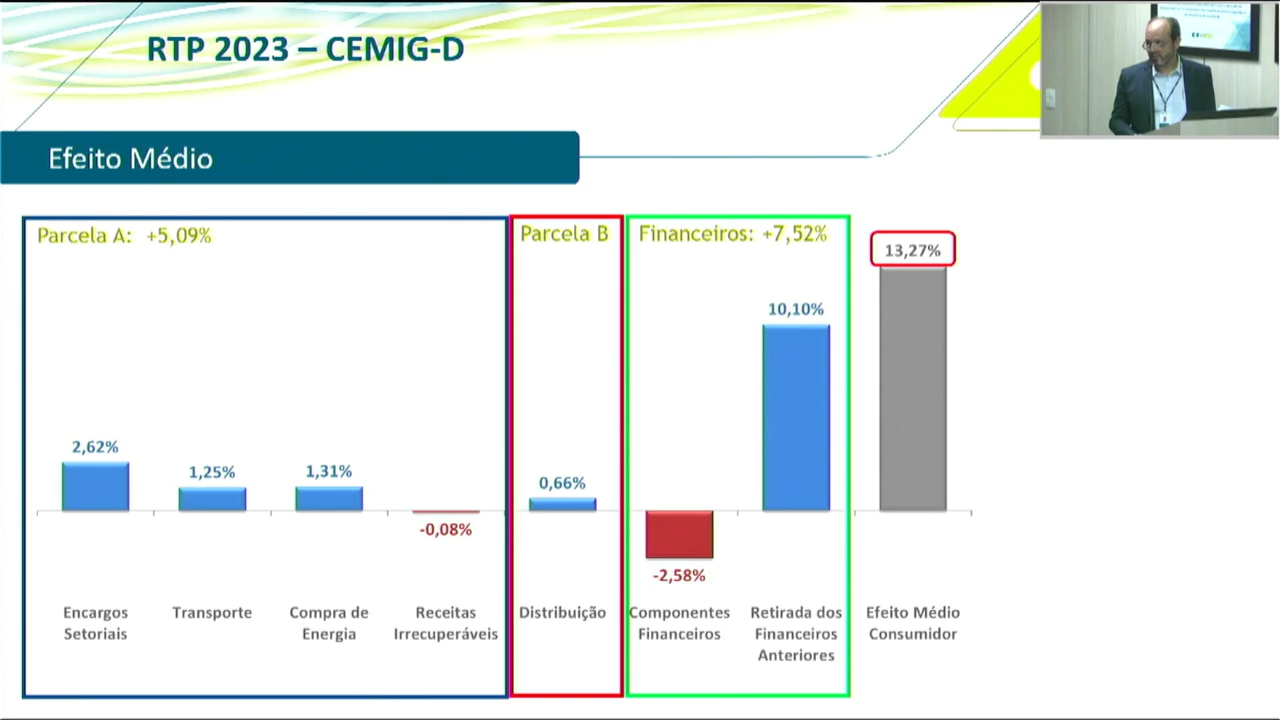 RTP 2023 – CEMIG-D
Efeito Médio
Parcela A: +5,09%
Parcela B
Financeiros: +7,52%
13,27%
10,10%
2,62%
1,25%
1,31%
-0,08%
0,66%
-2,58%
Encargos
Setoriais
Transporte
Compra de
Energia
Receitas
Irrecuperáveis
Distribuição
Componentes
Financeiros
Retirada dos
Financeiros
Anteriores
Efeito Médio
Consumidor